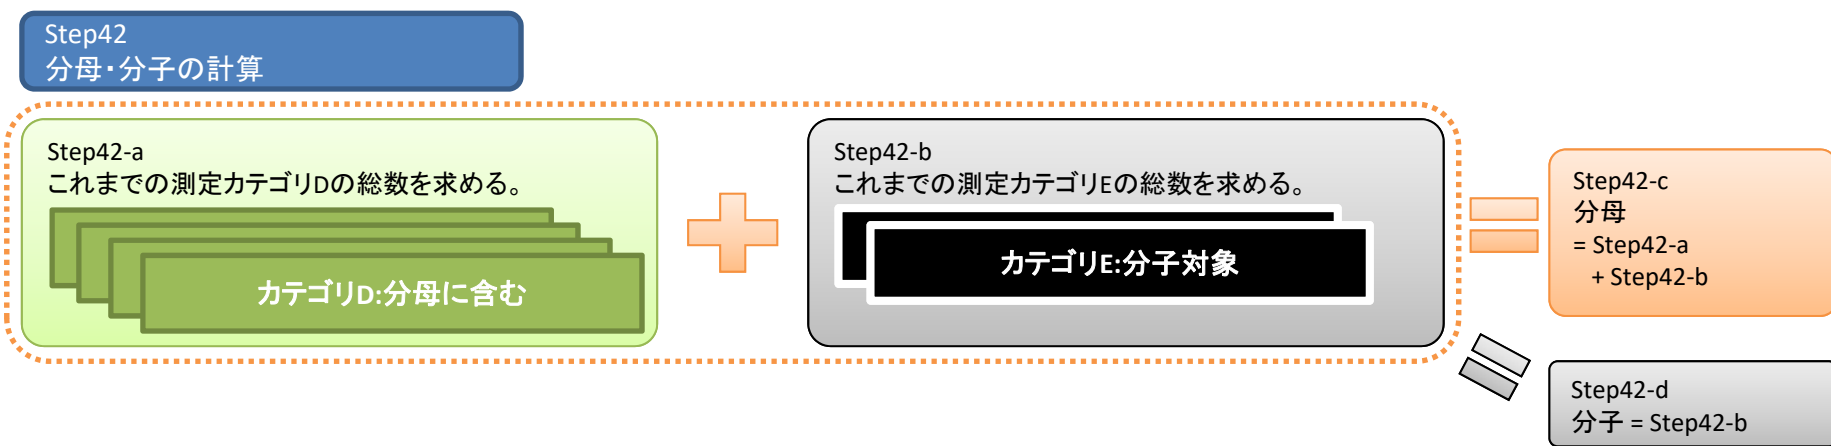 Step42
分母・分子の計算
Step42-a
これまでの測定カテゴリDの総数を求める。
カテゴリD:分母に含む
Step42-b
これまでの測定カテゴリEの総数を求める。
カテゴリE:分子対象
Step42-c
分母
= Step42-a
+ Step42-b
Step42-d
分子 = Step42-b